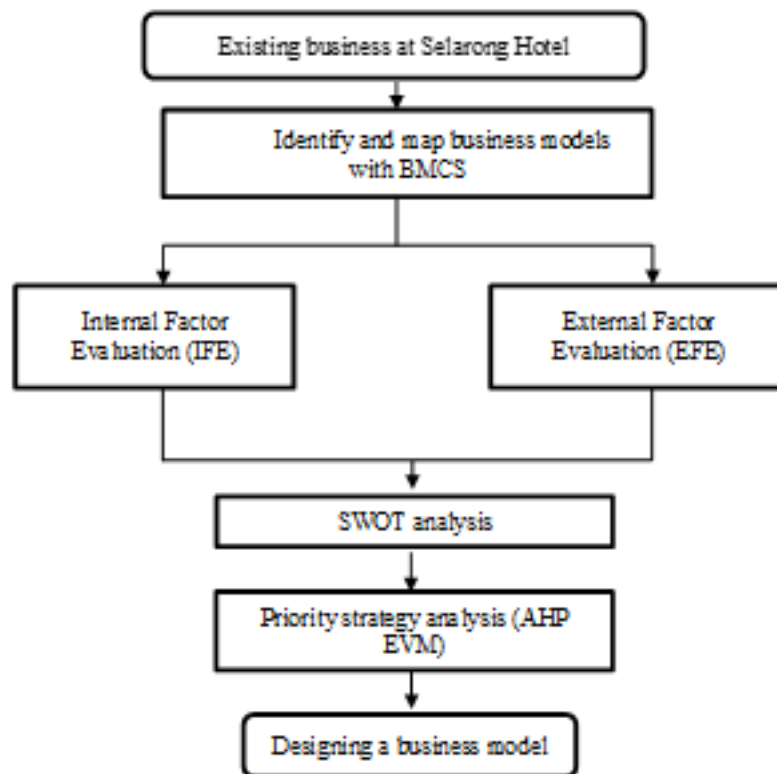 Existing business at Selarong Hotel
Identify and map business models
with BMCS
Internal Factor
Evaluation (IFE)
External Factor
Evaluation (EFE)
SWOT analysis
Priority strategy analysis (AHP
EVM)
Designing a business model